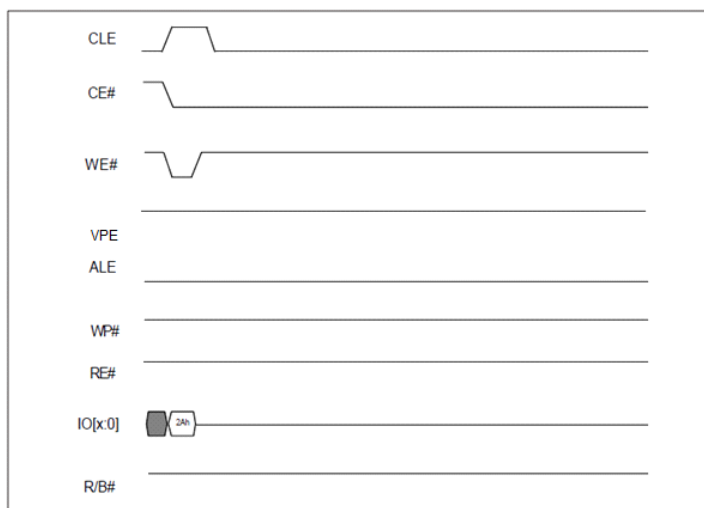 CLE
CE#
WE#
VPE
ALE
WP#
RE#
IO[x:0]
2Ah
R/B#